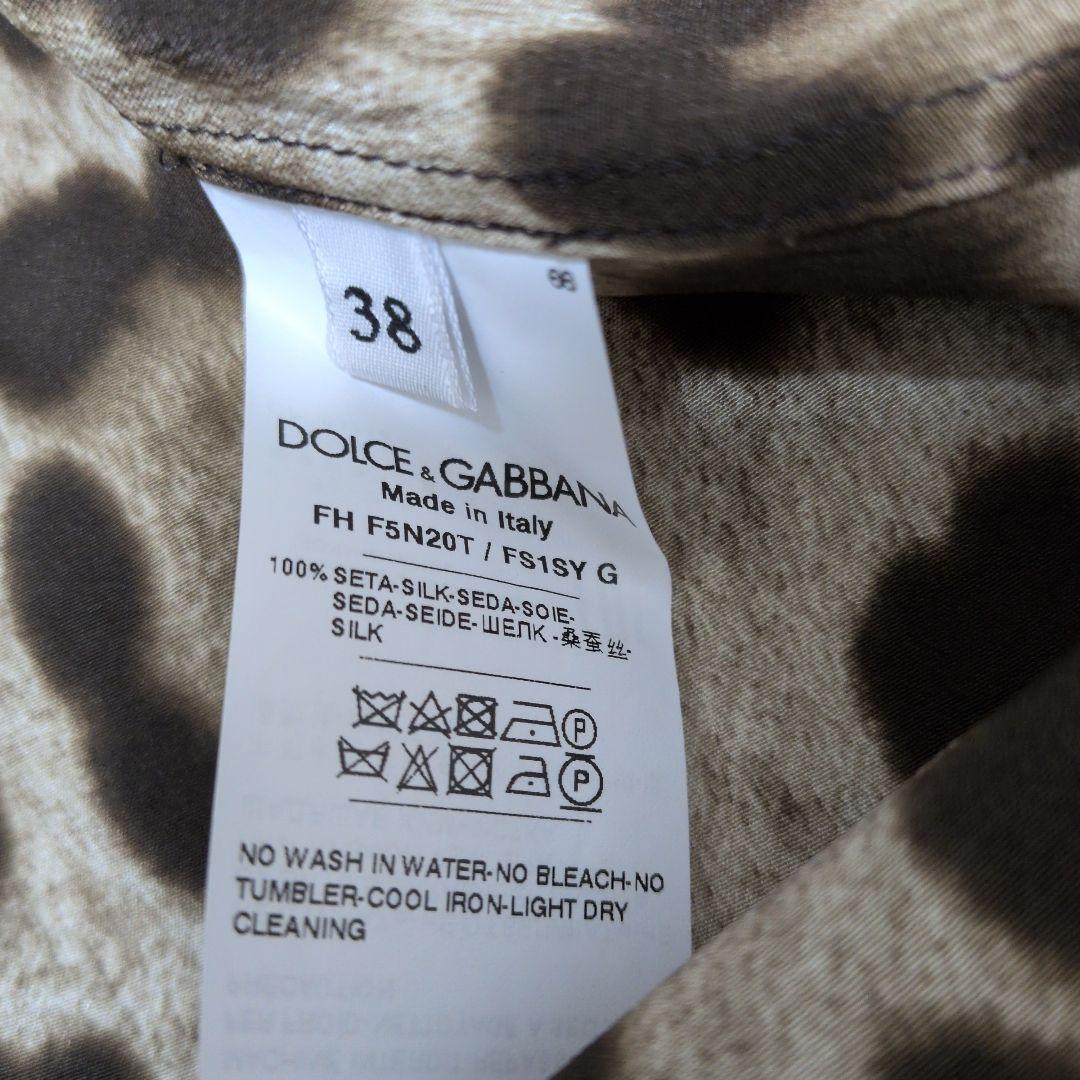 38
DOLCE & GABBANA
Made in Italy
FH F5N20T / FS1SY G
100% SETA-SILK-SEDA-SOIE-
SEDA-SEIDE-ШЕЛК-桑蚕丝-
SILK
P
P
NO WASH IN WATER-NO BLEACH-NO
TUMBLER-COOL IRON-LIGHT DRY
CLEANING